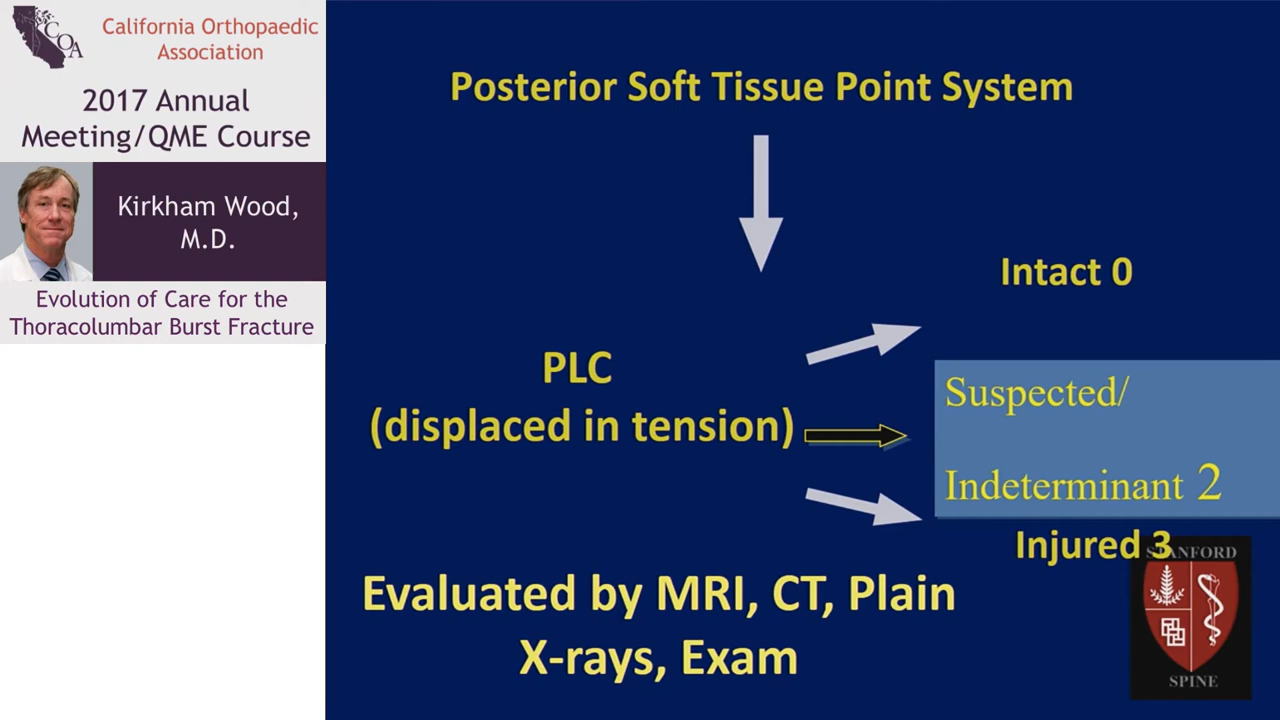 COA
California Orthopaedic
Association
2017 Annual
Meeting/QME Course
Kirkham Wood,
M.D.
Evolution of Care for the
Thoracolumbar Burst Fracture
Posterior Soft Tissue Point System
Intact 0
PLC
(displaced in tension)
Suspected/
Indeterminant 2
Injured 3
Evaluated by MRI, CT, Plain
X-rays, Exam
STANFORD
SPINE